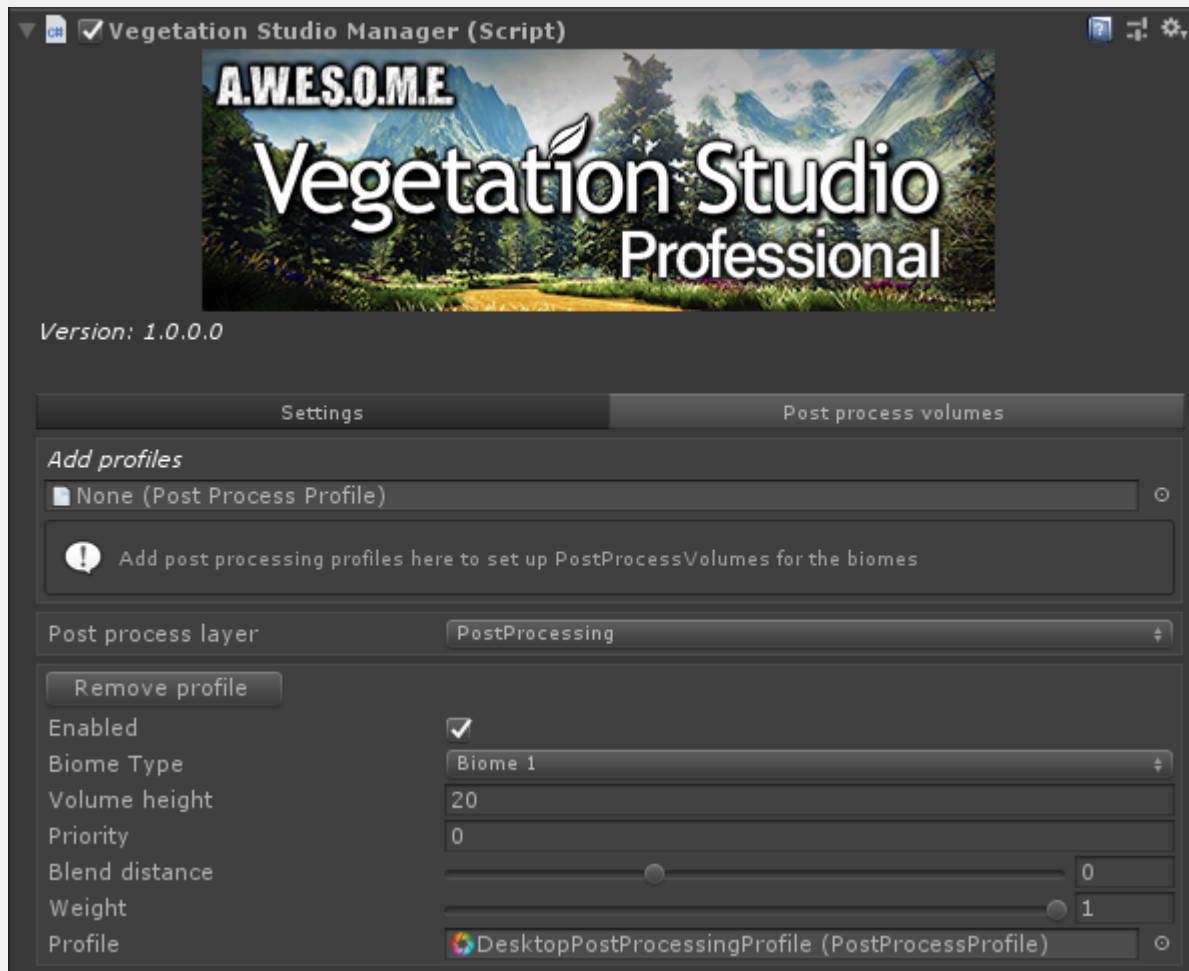 Vegetation Studio Manager (Script)
A.W.E.S.O.M.E.
Vegetation Studio
Professional
Version: 1.0.0.0
Settings Post process volumes
Add profiles
None (Post Process Profile)
Add post processing profiles here to set up PostProcessVolumes for the biomes
Post process layer PostProcessing
Remove profile
Enabled
Biome Type Biome 1
Volume height 20
Priority 0
Blend distance 0
Weight 1
Profile DesktopPostProcessingProfile (PostProcessProfile)